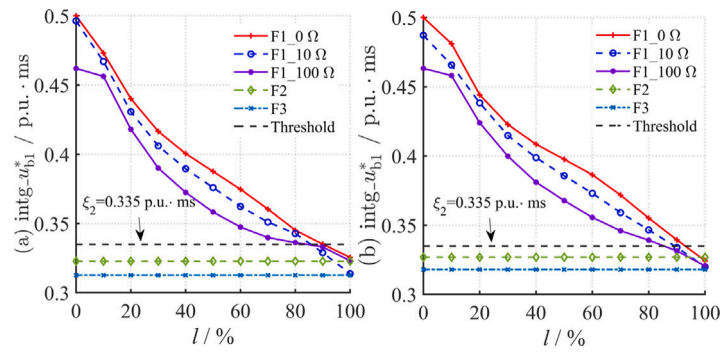 0.5
0.45
0.4
0.35
0.3
(a) intg_u*b1 / p.u.· ms
F1_0 Ω
F1_10 Ω
F1_100 Ω
F2
F3
Threshold
ξ2=0.335 p.u.· ms
0 20 40 60 80 100
l / %
0.5
0.45
0.4
0.35
0.3
(b) intg_u*b1 / p.u.· ms
F1_0 Ω
F1_10 Ω
F1_100 Ω
F2
F3
Threshold
ξ2=0.335 p.u.· ms
0 20 40 60 80 100
l / %